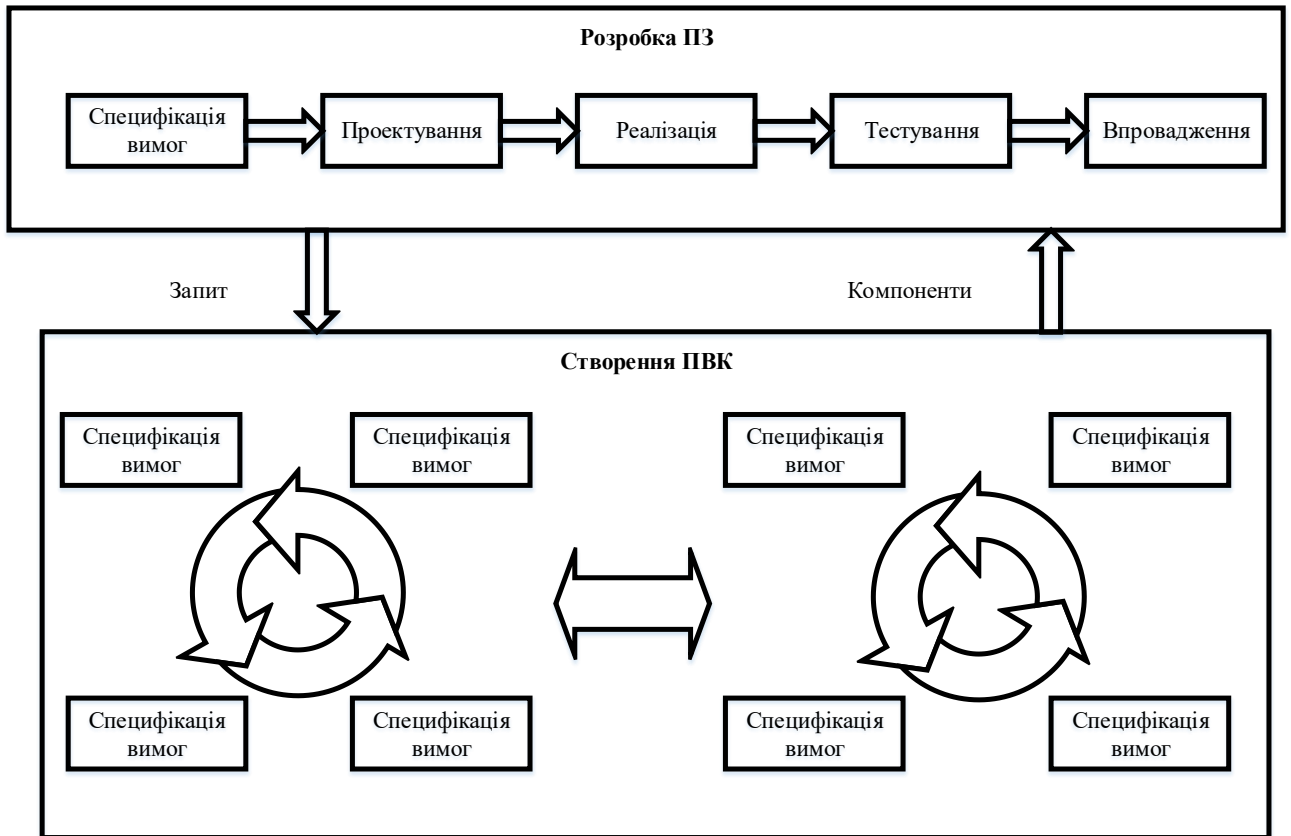 Розробка ПЗ
Специфікація
вимог
Проектування
Реалізація
Тестування
Впровадження
Запит
Компоненти
Створення ПВК
Специфікація
вимог
Специфікація
вимог
Специфікація
вимог
Специфікація
вимог
Специфікація
вимог
Специфікація
вимог
Специфікація
вимог
Специфікація
вимог